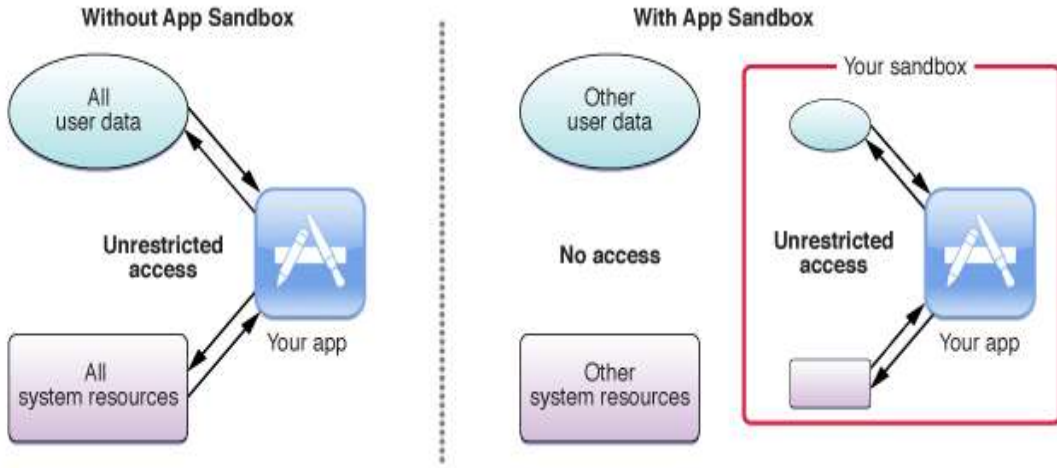 Without App Sandbox
All
user data
Unrestricted
access
Your app
All
system resources
With App Sandbox
Other
user data
No access
Other
system resources
Your sandbox
Unrestricted
access
Your app